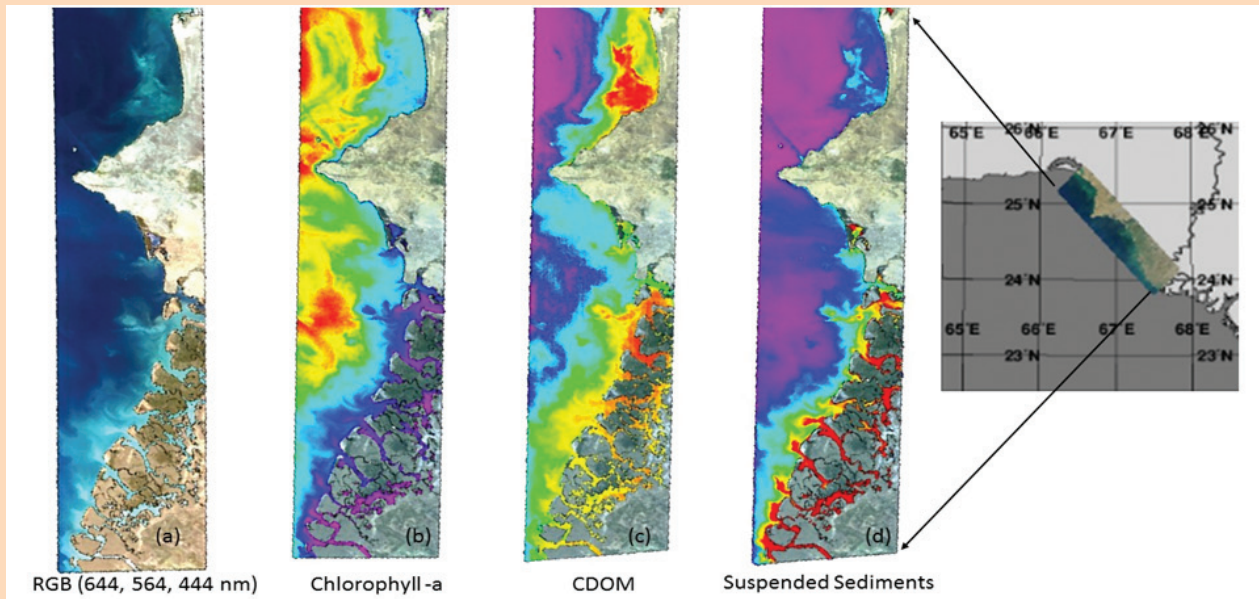 (a)
(b)
(c)
(d)
RGB (644, 564, 444 nm)
Chlorophyll -a
CDOM
Suspended Sediments
65°E 66°E 67°E 68°E
26°N 26°N
25°N 25°N
24°N 24°N
65°E 66°E 67°E 68°E
23°N 23°N